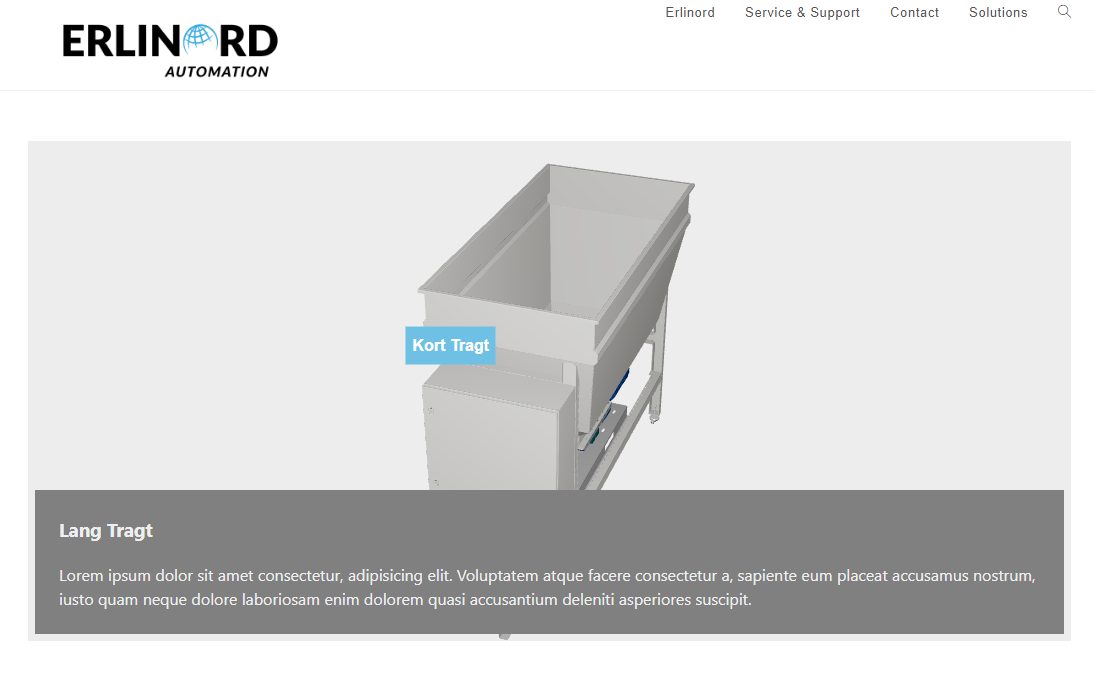 Erlinord Service & Support Contact Solutions
ERLINORD
AUTOMATION
Kort Tragt
Lang Tragt
Lorem ipsum dolor sit amet consectetur, adipisicing elit. Voluptatem atque facere consectetur a, sapiente eum placeat accusamus nostrum,
iusto quam neque dolore laboriosam enim dolorem quasi accusantium deleniti asperiores suscipit.